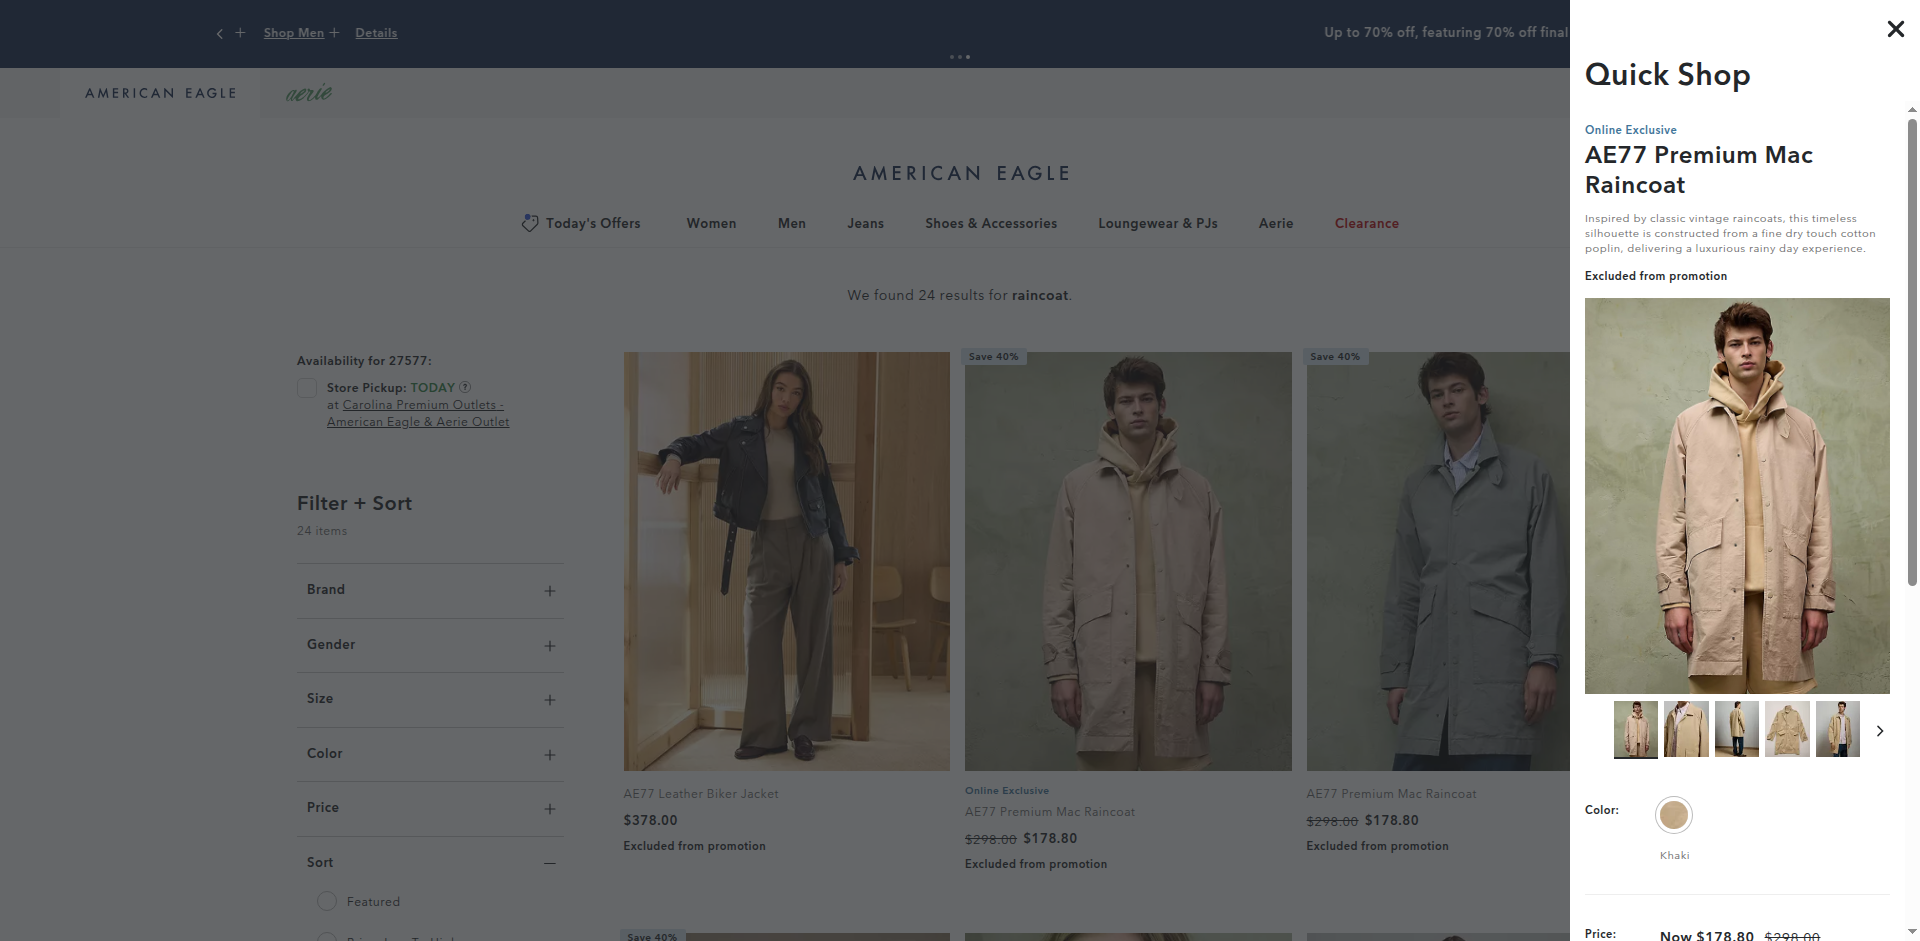 Shop Men
Details
Up to 70% off, featuring 70% off final
AMERICAN EAGLE
aerie
AMERICAN EAGLE
Today's Offers
Women
Men
Jeans
Shoes & Accessories
Loungewear & PJs
Aerie
Clearance
We found 24 results for raincoat.
Availability for 27577:
Store Pickup: TODAY ?
at Carolina Premium Outlets -
American Eagle & Aerie Outlet
Filter + Sort
24 items
Brand
Gender
Size
Color
Price
Sort
Featured
AE77 Leather Biker Jacket
$378.00
Excluded from promotion
Save 40%
Online Exclusive
AE77 Premium Mac Raincoat
$298.00 $178.80
Excluded from promotion
Save 40%
AE77 Premium Mac Raincoat
$298.00 $178.80
Excluded from promotion
Save 40%
Quick Shop
Online Exclusive
AE77 Premium Mac
Raincoat
Inspired by classic vintage raincoats, this timeless
silhouette is constructed from a fine dry touch cotton
poplin, delivering a luxurious rainy day experience.
Excluded from promotion
Color:
Khaki
Price:
Now $178.80 $298.00